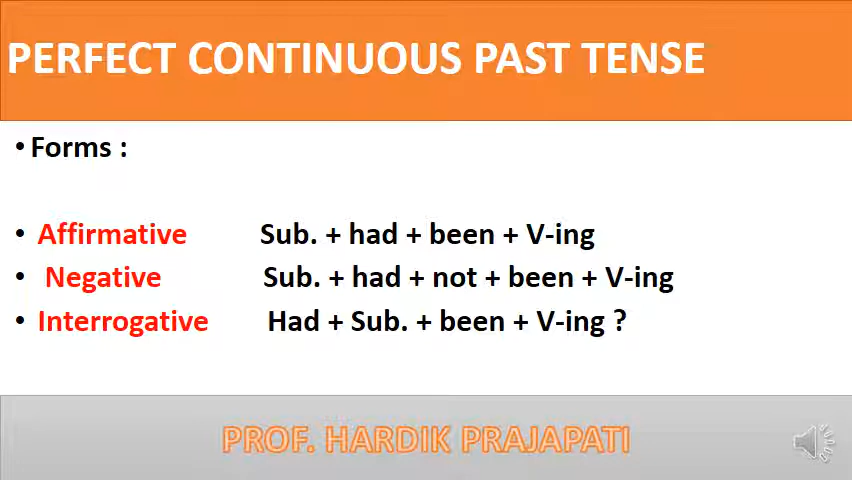 PERFECT CONTINUOUS PAST TENSE
• Forms :
• Affirmative Sub. + had + been + V-ing
• Negative Sub. + had + not + been + V-ing
• Interrogative Had + Sub. + been + V-ing ?
PROF. HARDIK PRAJAPATI